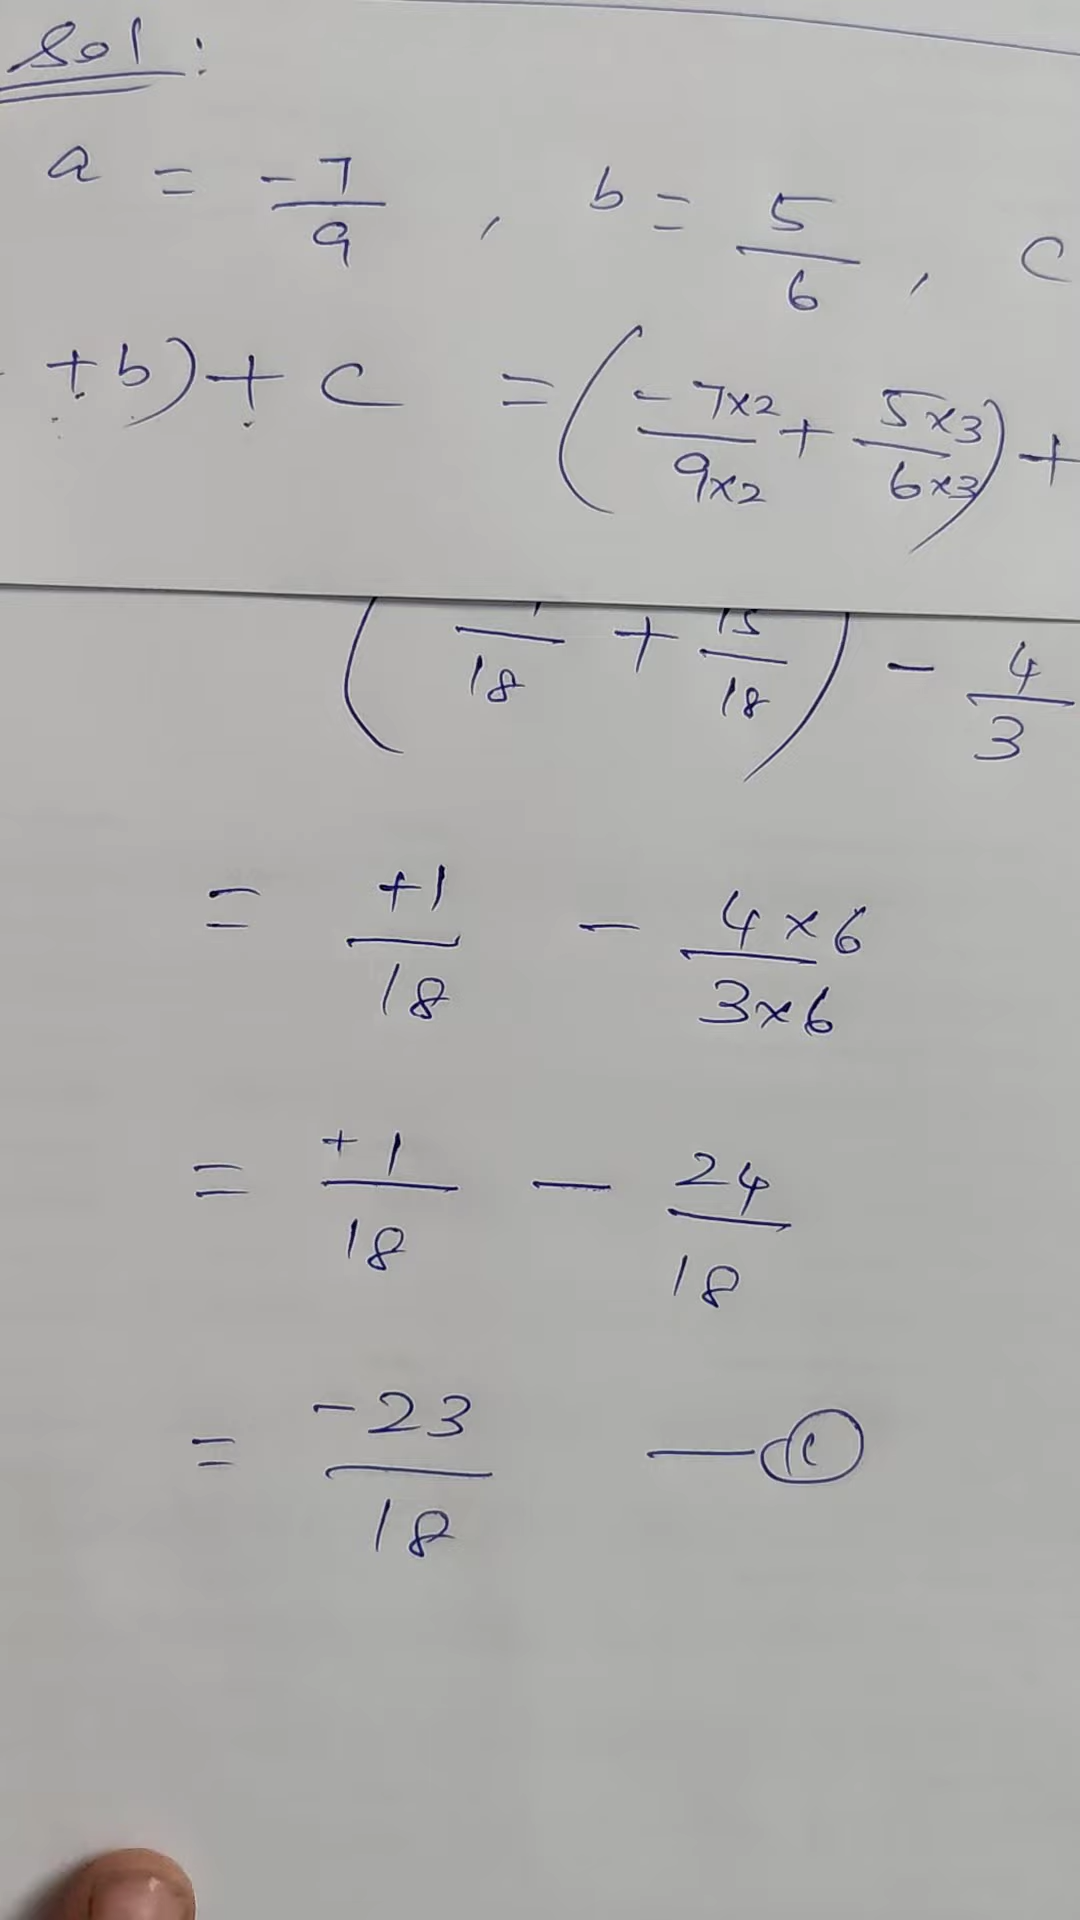 Sol:
a = -7/9 , b = 5/6 , C
+ b) + C = (-7×2/9×2 + 5×3/6×3) +
( /18 + 15/18) - 4/3
= +1/18 - 4×6/3×6
= +1/18 - 24/18
= -23/18 —